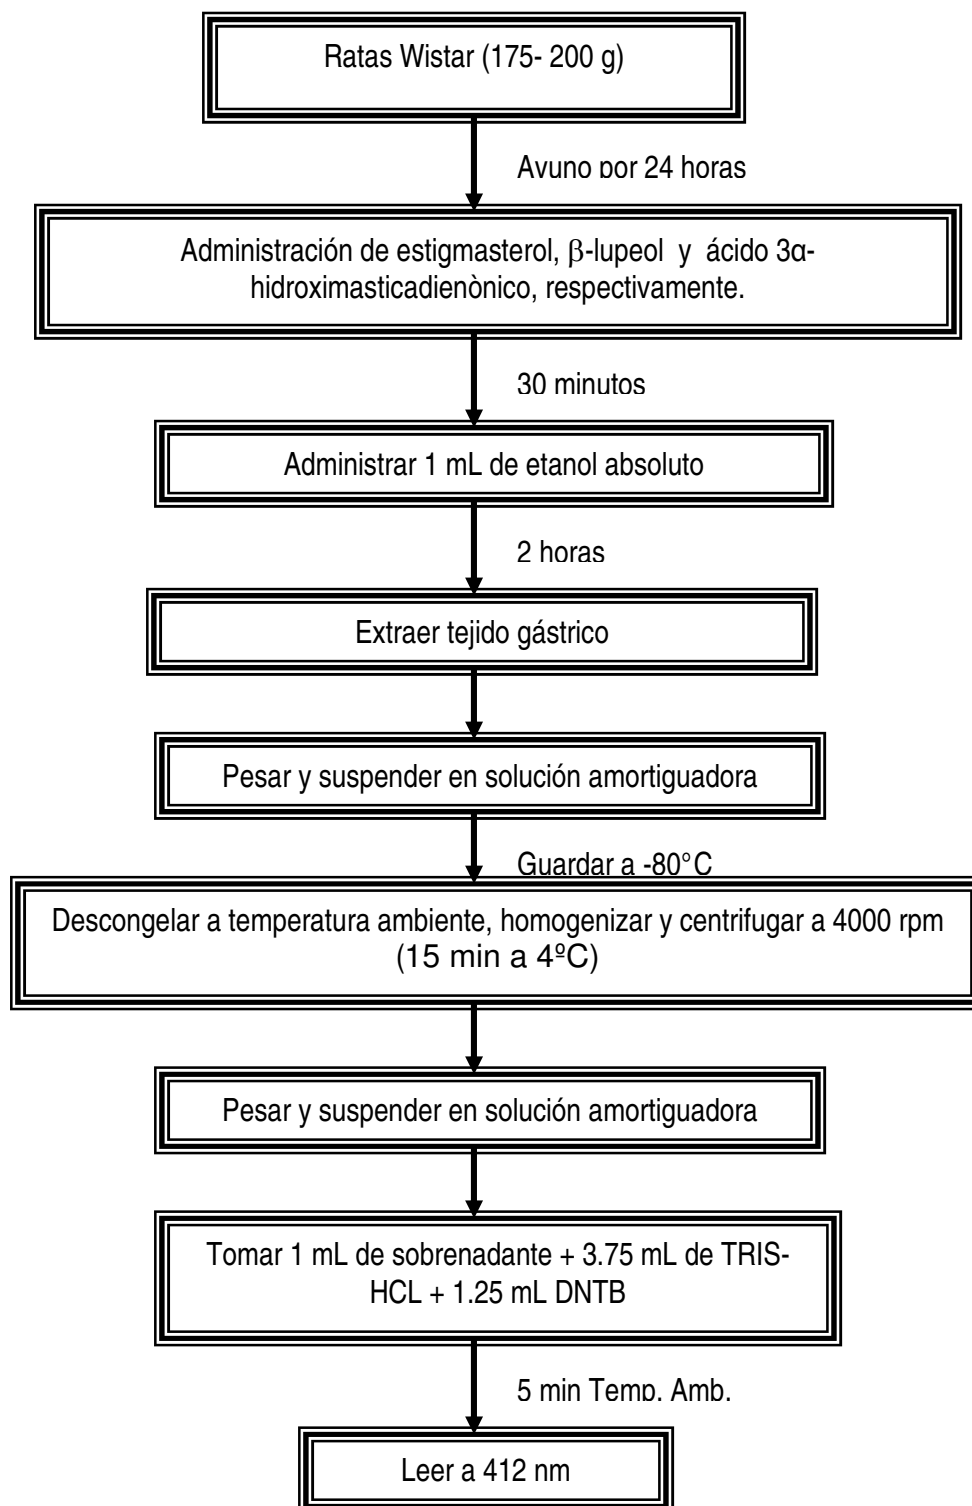 Ratas Wistar (175- 200 g)
Ayuno por 24 horas
Administración de estigmasterol, β-lupeol y ácido 3α-
hidroximasticadienònico, respectivamente.
30 minutos
Administrar 1 mL de etanol absoluto
2 horas
Extraer tejido gástrico
Pesar y suspender en solución amortiguadora
Guardar a -80°C
Descongelar a temperatura ambiente, homogenizar y centrifugar a 4000 rpm
(15 min a 4ºC)
Pesar y suspender en solución amortiguadora
Tomar 1 mL de sobrenadante + 3.75 mL de TRIS-
HCL + 1.25 mL DNTB
5 min Temp. Amb.
Leer a 412 nm